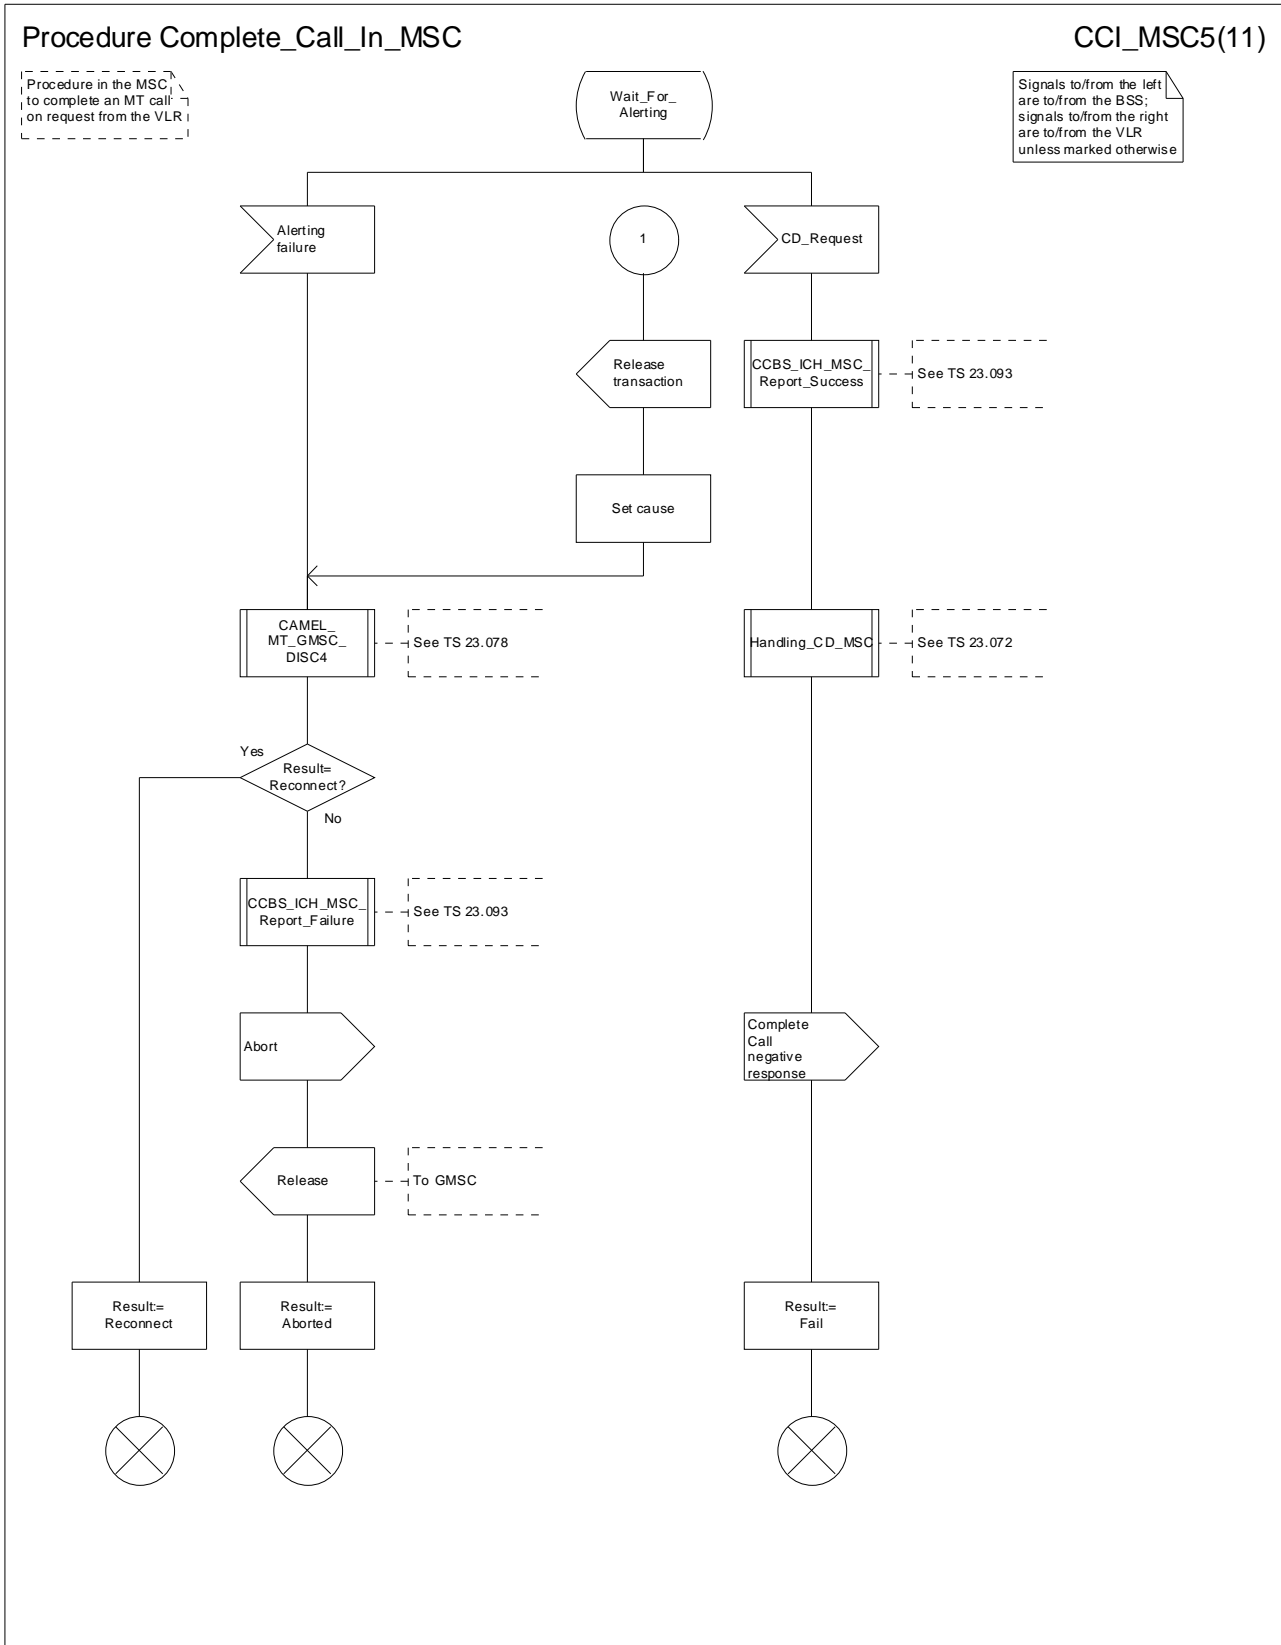 Procedure Complete_Call_In_MSC
CCI_MSC5(11)
Procedure in the MSC
to complete an MT call
on request from the VLR
Wait_For_
Alerting
Signals to/from the left
are to/from the BSS;
signals to/from the right
are to/from the VLR
unless marked otherwise
Alerting
failure
1
CD_Request
Release
transaction
CCBS_ICH_MSC_
Report_Success
See TS 23.093
Set cause
CAMEL_
MT_GMSC_
DISC4
See TS 23.078
Handling_CD_MSC
See TS 23.072
Yes
Result=
Reconnect?
No
CCBS_ICH_MSC_
Report_Failure
See TS 23.093
Abort
Complete
Call
negative
response
Release
To GMSC
Result:=
Reconnect
Result:=
Aborted
Result:=
Fail